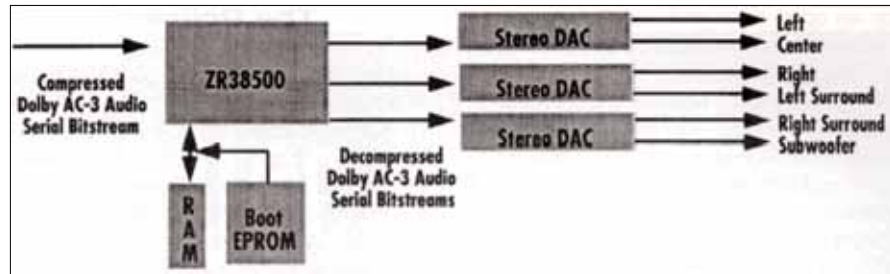 Compressed
Dolby AC-3 Audio
Serial Bitstream
ZR38500
RAM
Boot
EPROM
Decompressed
Dolby AC-3 Audio
Serial Bitstreams
Stereo DAC
Stereo DAC
Stereo DAC
Left
Center
Right
Left Surround
Right Surround
Subwoofer